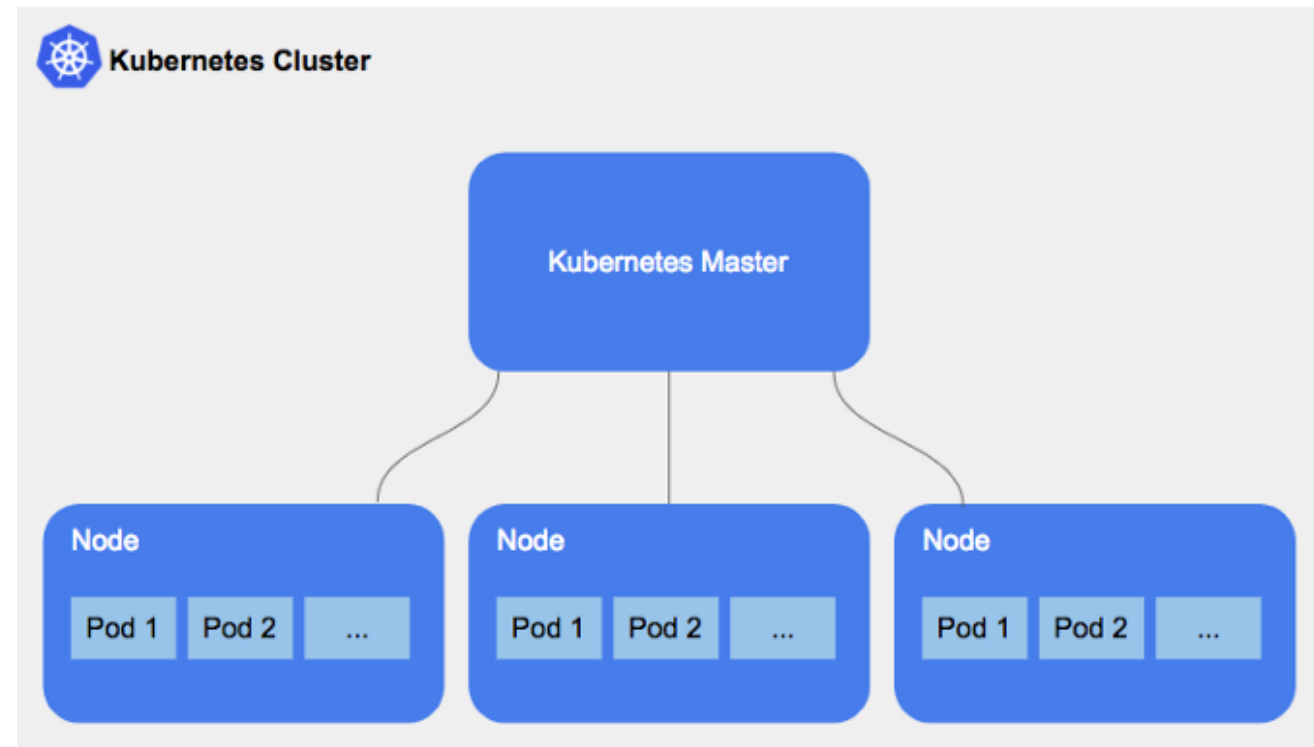 Kubernetes Cluster
Kubernetes Master
Node
Pod 1 Pod 2 ...
Node
Pod 1 Pod 2 ...
Node
Pod 1 Pod 2 ...